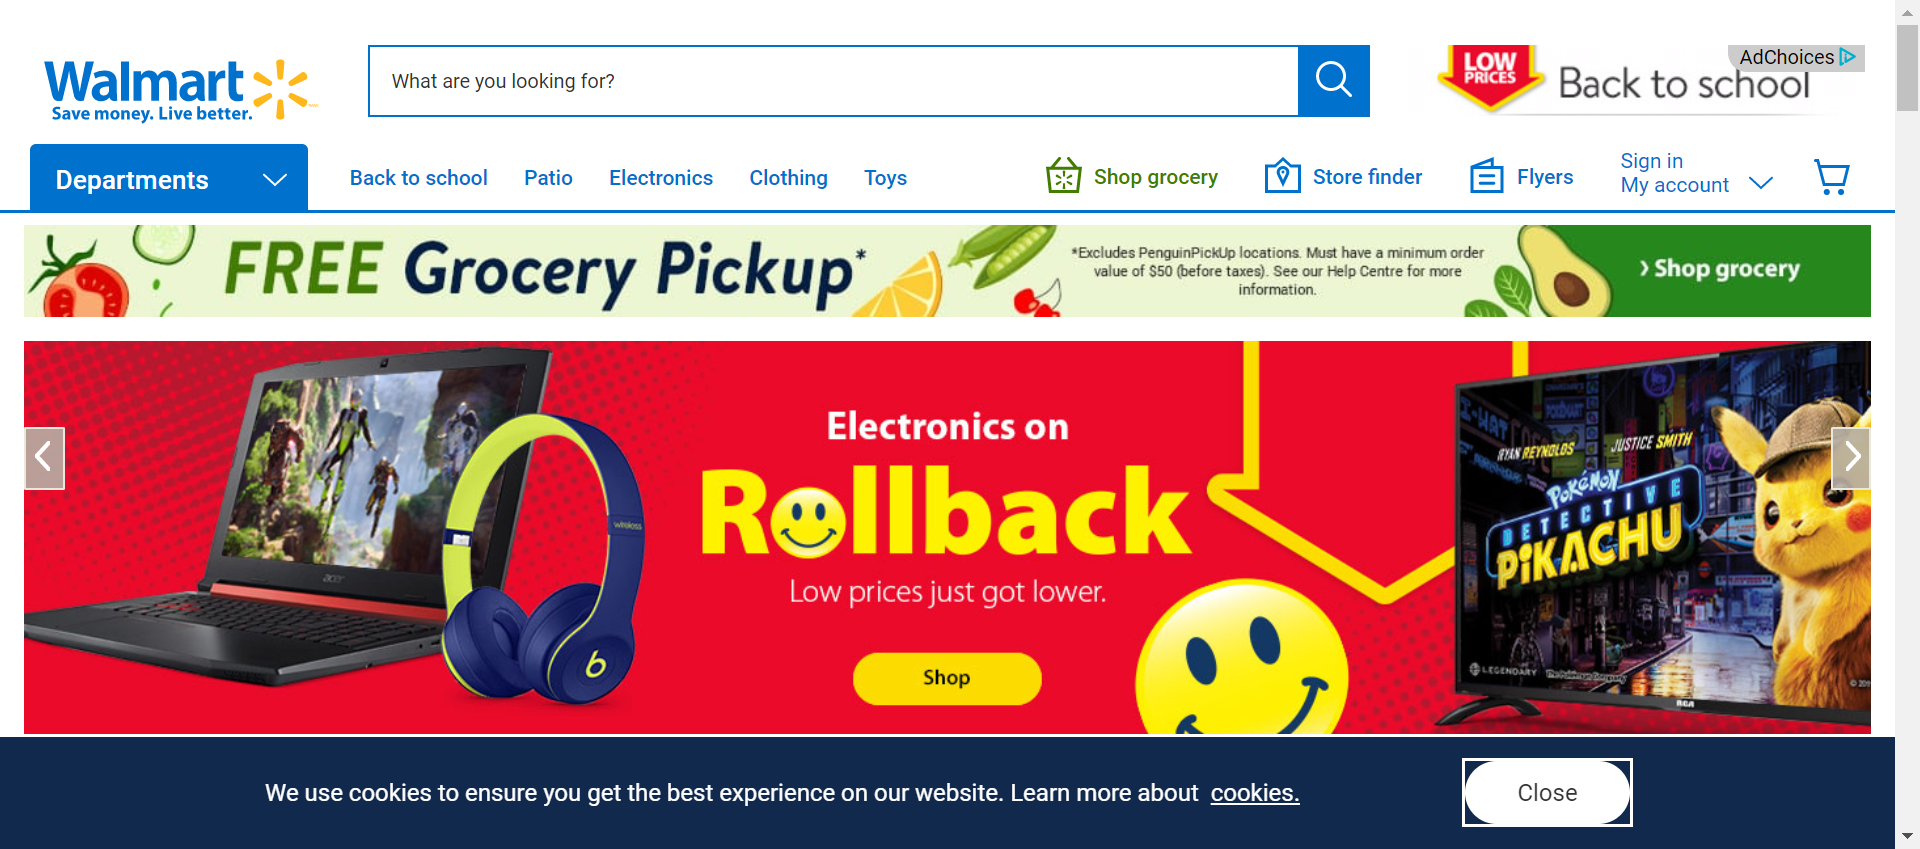 Walmart
Save money. Live better.
What are you looking for?
LOW
PRICES
Back to school
AdChoices
Departments
Back to school
Patio
Electronics
Clothing
Toys
Shop grocery
Store finder
Flyers
Sign in
My account
FREE Grocery Pickup*
*Excludes PenguinPickUp locations. Must have a minimum order
value of $50 (before taxes). See our Help Centre for more
information.
› Shop grocery
Electronics on
Rollback
Low prices just got lower.
Shop
acer
wireless
b
RYAN REYNOLDS
JUSTICE SMITH
POKÉMON
DETECTIVE
PIKACHU
LEGENDARY
The Pokémon Company
RCA
We use cookies to ensure you get the best experience on our website. Learn more about cookies.
Close